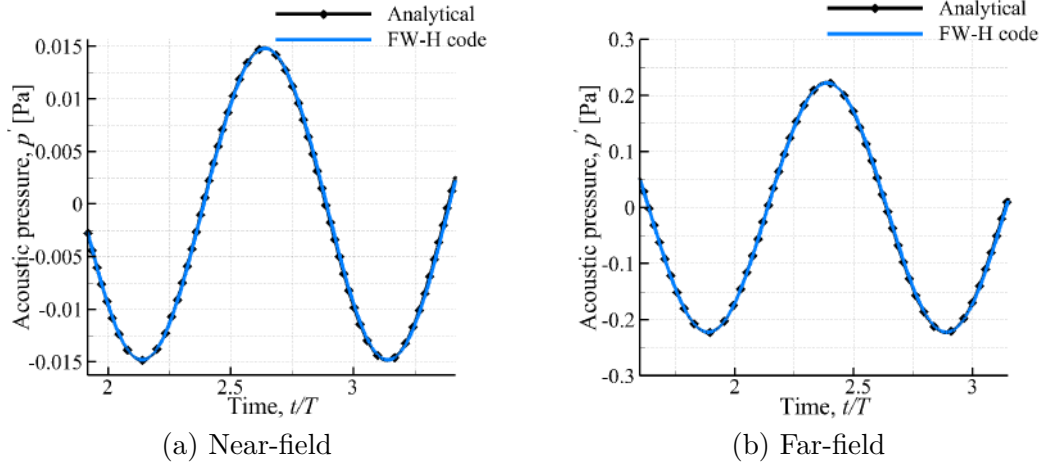 Analytical
FW-H code
Acoustic pressure, p' [Pa]
0.015
0.01
0.005
0
-0.005
-0.01
-0.015
2
2.5
3
Time, t/T
(a) Near-field
Analytical
FW-H code
Acoustic pressure, p' [Pa]
0.3
0.2
0.1
0
-0.1
-0.2
-0.3
2
2.5
3
Time, t/T
(b) Far-field